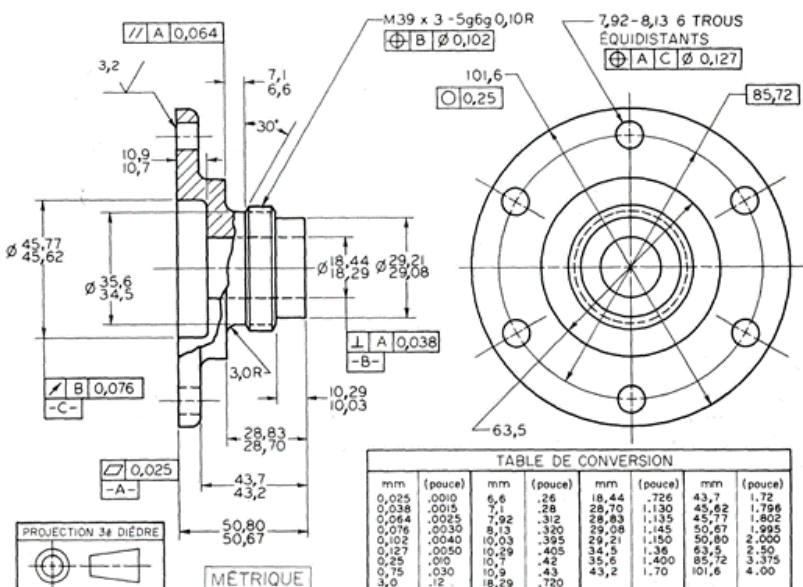 // A 0,064
M39 x 3 -5g6g 0,10R
⌖ B Ø 0,102
7,92-8,13 6 TROUS
ÉQUIDISTANTS
⌖ A C Ø 0,127
3,2
7,1
6,6
101,6
○ 0,25
85,72
30°
10,9
10,7
Ø 45,77
45,62
Ø 35,6
34,5
Ø 18,44
18,29
Ø 29,21
29,08
⊥ A 0,038
-B-
↗ B 0,076
-C-
3,0R
10,29
10,03
28,83
28,70
63,5
⏥ 0,025
-A-
43,7
43,2
50,80
50,67
PROJECTION 3è DIÈDRE
MÉTRIQUE
TABLE DE CONVERSION
mm (pouce) mm (pouce) mm (pouce) mm (pouce)
0,025 .0010 6,6 .26 18,44 .726 43,7 1.72
0,038 .0015 7,1 .28 28,70 1.130 45,62 1.796
0,064 .0025 7,92 .312 28,83 1.135 45,77 1.802
0,076 .0030 8,13 .320 29,08 1.145 50,67 1.995
0,102 .0040 10,03 .395 29,21 1.150 50,80 2.000
0,127 .0050 10,29 .405 34,5 1.36 63,5 2.50
0,25 .010 10,7 .42 35,6 1.400 85,72 3.375
0,75 .030 10,9 .43 43,2 1.70 101,6 4.00
3,0 .12 18,29 .720